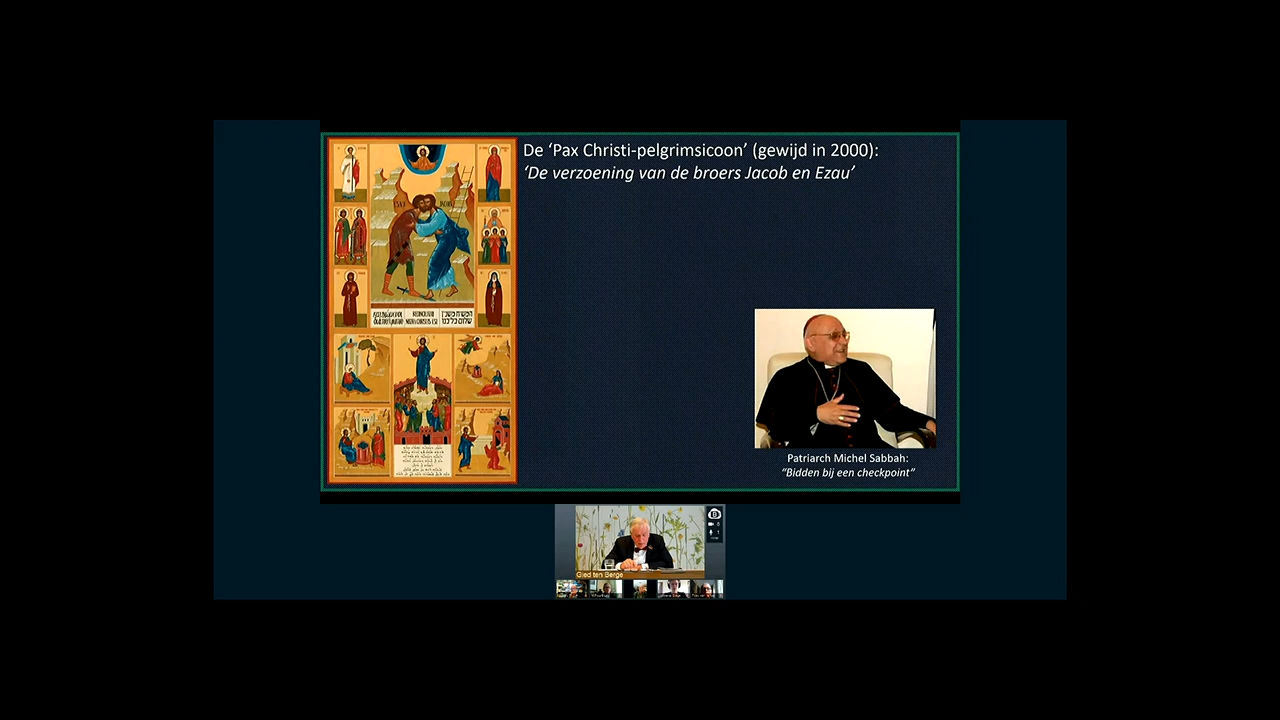 De ‘Pax Christi-pelgrimsicoon’ (gewijd in 2000):
‘De verzoening van de broers Jacob en Ezau’
Patriarch Michel Sabbah:
“Bidden bij een checkpoint”
Gied ten Berge